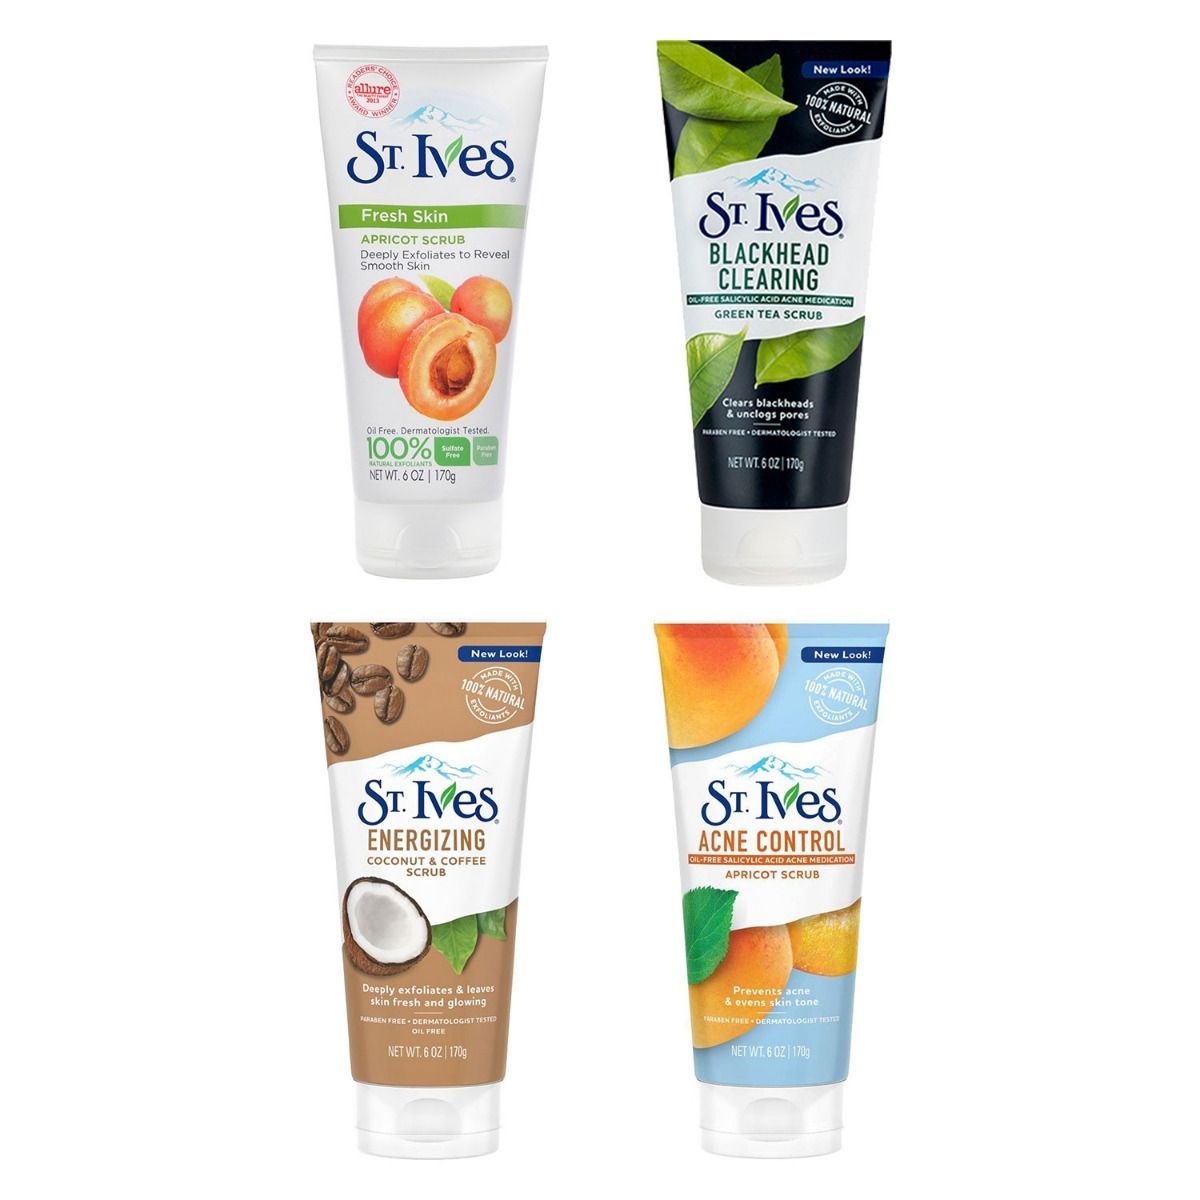 READERS' CHOICE
allure
2013
AWARD WINNER
ST. IVES®
Fresh Skin
APRICOT SCRUB
Deeply Exfoliates to Reveal
Smooth Skin
Oil Free. Dermatologist Tested.
100%
NATURAL EXFOLIANTS
Sulfate
Free
Paraben
Free
NET WT. 6 OZ | 170g
New Look!
MADE WITH
100% NATURAL
EXFOLIANTS
ST. IVES®
BLACKHEAD
CLEARING
OIL-FREE SALICYLIC ACID ACNE MEDICATION
GREEN TEA SCRUB
Clears blackheads
& unclogs pores
PARABEN FREE • DERMATOLOGIST TESTED
NET WT. 6 OZ | 170g
New Look!
MADE WITH
100% NATURAL
EXFOLIANTS
ST. IVES®
ENERGIZING
COCONUT & COFFEE
SCRUB
Deeply exfoliates & leaves
skin fresh and glowing
PARABEN FREE • DERMATOLOGIST TESTED
OIL FREE
NET WT. 6 OZ | 170g
New Look!
MADE WITH
100% NATURAL
EXFOLIANTS
ST. IVES®
ACNE CONTROL
OIL-FREE SALICYLIC ACID ACNE MEDICATION
APRICOT SCRUB
Prevents acne
& evens skin tone
PARABEN FREE • DERMATOLOGIST TESTED
NET WT. 6 OZ | 170g